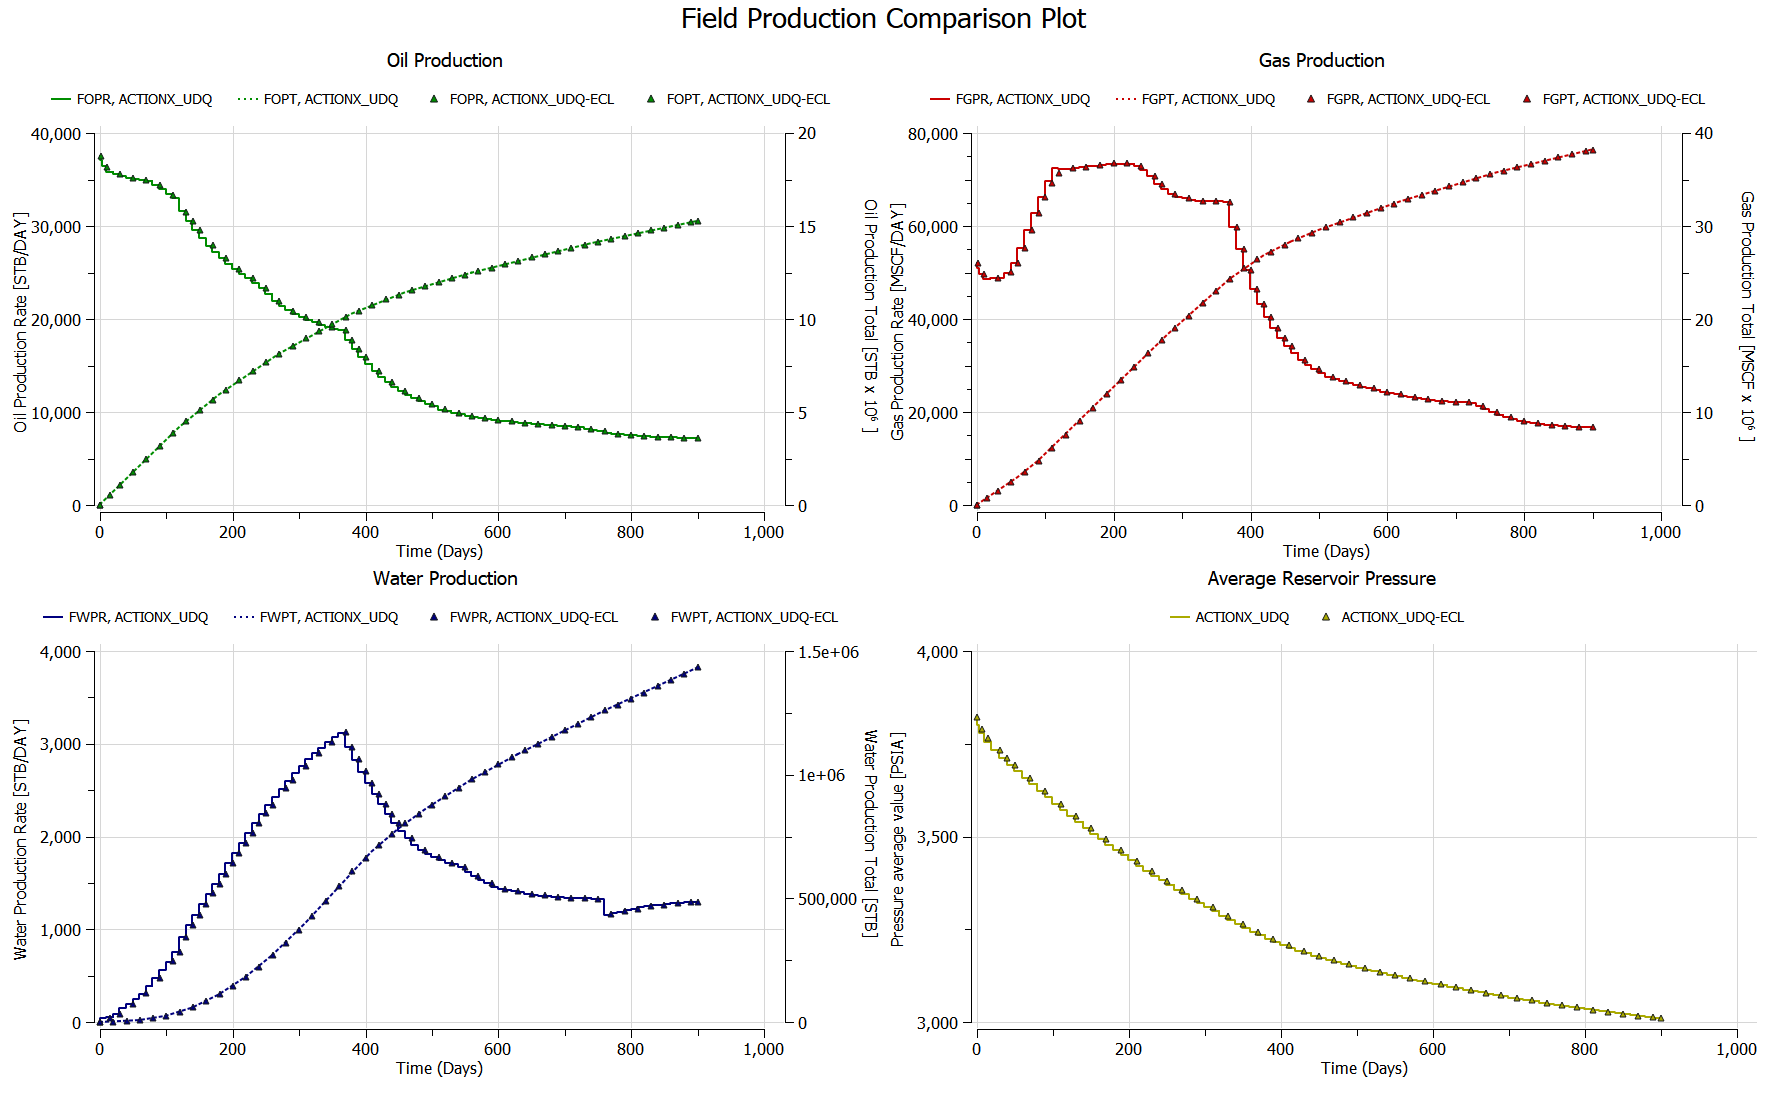 Field Production Comparison Plot
Oil Production
FOPR, ACTIONX_UDQ FOPT, ACTIONX_UDQ FOPR, ACTIONX_UDQ-ECL FOPT, ACTIONX_UDQ-ECL
Oil Production Rate [STB/DAY]
40,000
30,000
20,000
10,000
0
20
15
10
5
0
Oil Production Total [STB x 10⁶ ]
0 200 400 600 800 1,000
Time (Days)
Gas Production
FGPR, ACTIONX_UDQ FGPT, ACTIONX_UDQ FGPR, ACTIONX_UDQ-ECL FGPT, ACTIONX_UDQ-ECL
Gas Production Rate [MSCF/DAY]
80,000
60,000
40,000
20,000
0
40
30
20
10
0
Gas Production Total [MSCF x 10⁶ ]
0 200 400 600 800 1,000
Time (Days)
Water Production
FWPR, ACTIONX_UDQ FWPT, ACTIONX_UDQ FWPR, ACTIONX_UDQ-ECL FWPT, ACTIONX_UDQ-ECL
Water Production Rate [STB/DAY]
4,000
3,000
2,000
1,000
0
1.5e+06
1e+06
500,000
0
Water Production Total [STB]
0 200 400 600 800 1,000
Time (Days)
Average Reservoir Pressure
ACTIONX_UDQ ACTIONX_UDQ-ECL
Pressure average value [PSIA]
4,000
3,500
3,000
0 200 400 600 800 1,000
Time (Days)